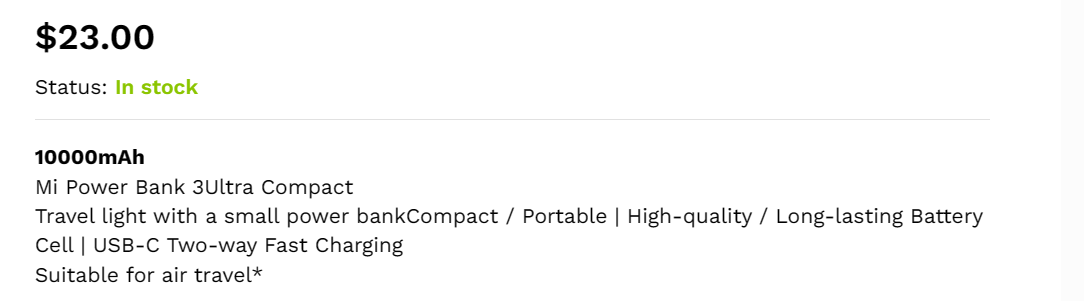 $23.00
Status: In stock
10000mAh
Mi Power Bank 3Ultra Compact
Travel light with a small power bankCompact / Portable | High-quality / Long-lasting Battery
Cell | USB-C Two-way Fast Charging
Suitable for air travel*